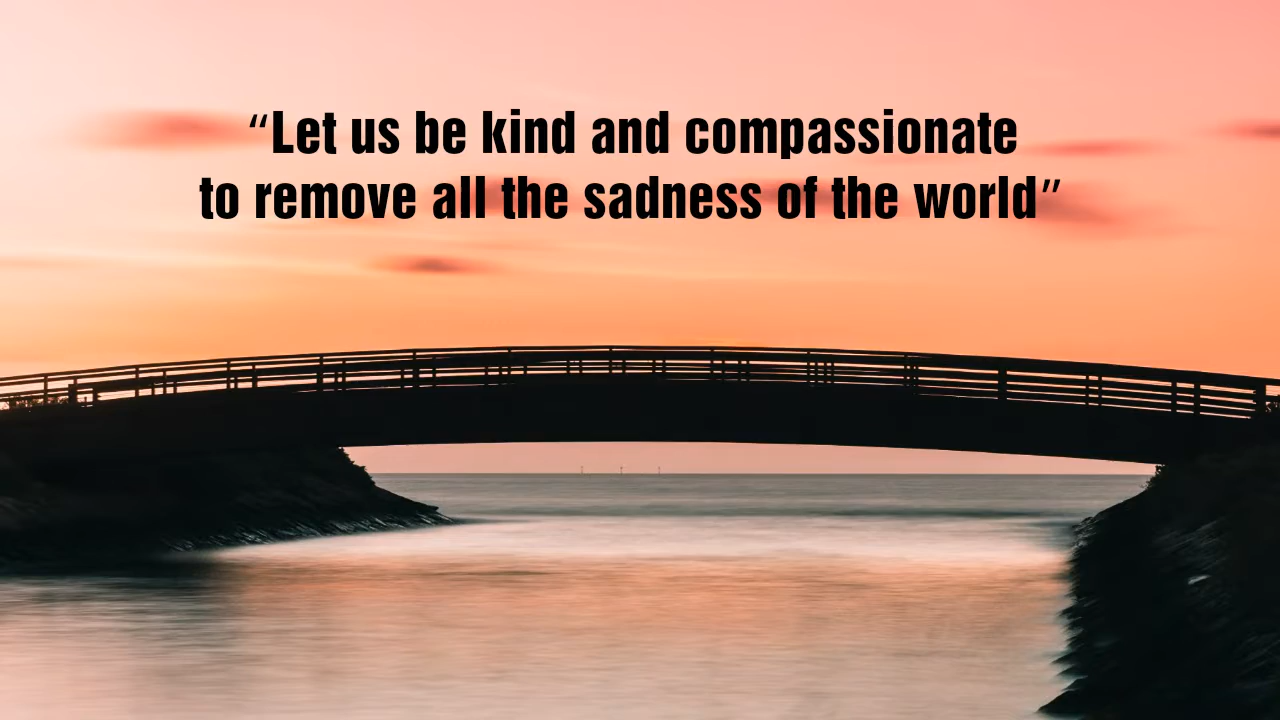 “Let us be kind and compassionate
to remove all the sadness of the world”